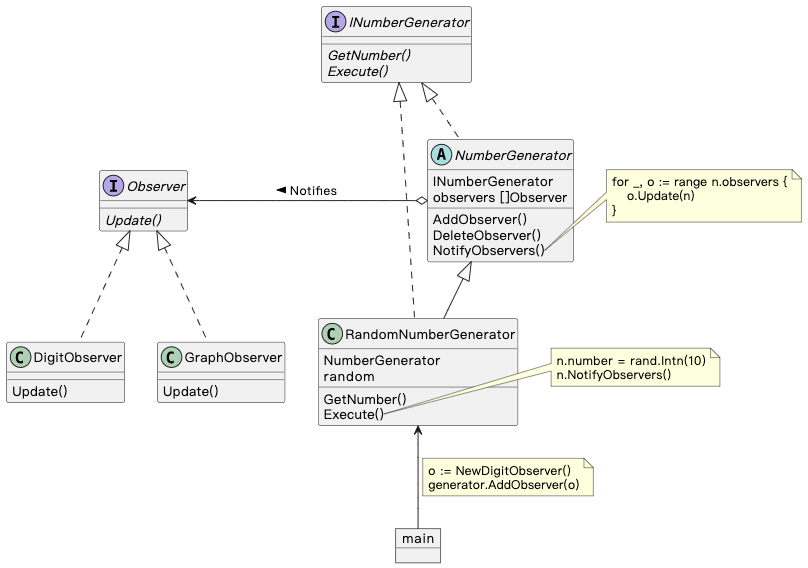 I INumberGenerator
GetNumber()
Execute()
A NumberGenerator
INumberGenerator
observers []Observer
AddObserver()
DeleteObserver()
NotifyObservers()
for _, o := range n.observers {
    o.Update(n)
}
I Observer
Update()
◄ Notifies
C DigitObserver
Update()
C GraphObserver
Update()
C RandomNumberGenerator
NumberGenerator
random
GetNumber()
Execute()
n.number = rand.Intn(10)
n.NotifyObservers()
o := NewDigitObserver()
generator.AddObserver(o)
main